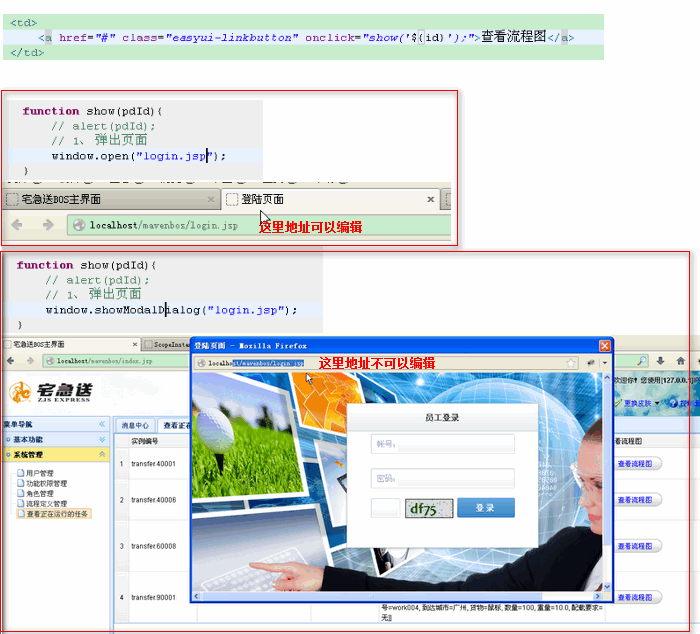 <td>
<a href="#" class="easyui-linkbutton" onclick="show('${id}');">查看流程图</a>
</td>
function show(pdId){
// alert(pdId);
// 1、 弹出页面
window.open("login.jsp");
}
宅急送BOS主界面
登陆页面
localhost/mavenbos/login.jsp
这里地址可以编辑
function show(pdId){
// alert(pdId);
// 1、 弹出页面
window.showModalDialog("login.jsp");
}
宅急送BOS主界面
ScopeInst
登陆页面 - Mozilla Firefox
localhost/mavenbos/index.jsp
localhost/mavenbos/login.jsp
这里地址不可以编辑
宅急送
ZJS EXPRESS
欢迎你！您使用[127.0.0.1]
更换皮肤
菜单导航
基本功能
系统管理
用户管理
功能权限管理
角色管理
流程定义管理
查看正在运行的任务
消息中心
查看正在
实例编号
看流程图
1
transfer.40001
查看流程图
2
transfer.40006
查看流程图
3
transfer.60008
查看流程图
4
transfer.90001
查看流程图
员工登录
帐号:
密码:
df75
登 录
号=work004, 到达城市=广州, 货物=鼠标, 数量=100, 重量=10.0, 配载要求=
无]]